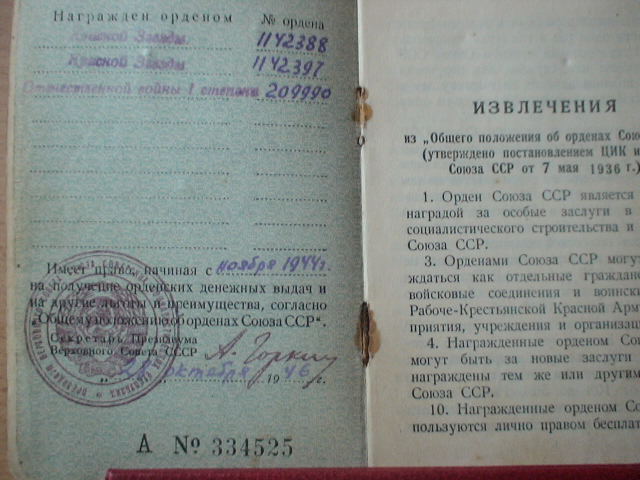 Награжден орденом № ордена
Красной Звезды 1142388
Красной Звезды 1142397
Отечественной войны I степени 209990
Имеет право, начиная с ноября 1944 г.
на получение орденских денежных выдач и
на другие льготы и преимущества, согласно
"Общему положению об орденах Союза ССР".
Секретарь Президиума
Верховного Совета СССР А. Горкин
октября 1946 г.
А № 334525
ИЗВЛЕЧЕНИЯ
из „Общего положения об орденах Сою
(утверждено постановлением ЦИК и
Союза ССР от 7 мая 1936 г.)
1. Орден Союза ССР является
наградой за особые заслуги в
социалистического строительства и
Союза ССР.
3. Орденами Союза ССР могут
ждаться как отдельные граждан
войсковые соединения и воински
Рабоче-Крестьянской Красной Арм
приятия, учреждения и организац
4. Награжденные орденом Со
могут быть за новые заслуги
награждены тем же или другим
Союза ССР.
10. Награжденные орденом Со
пользуются лично правом бесплат